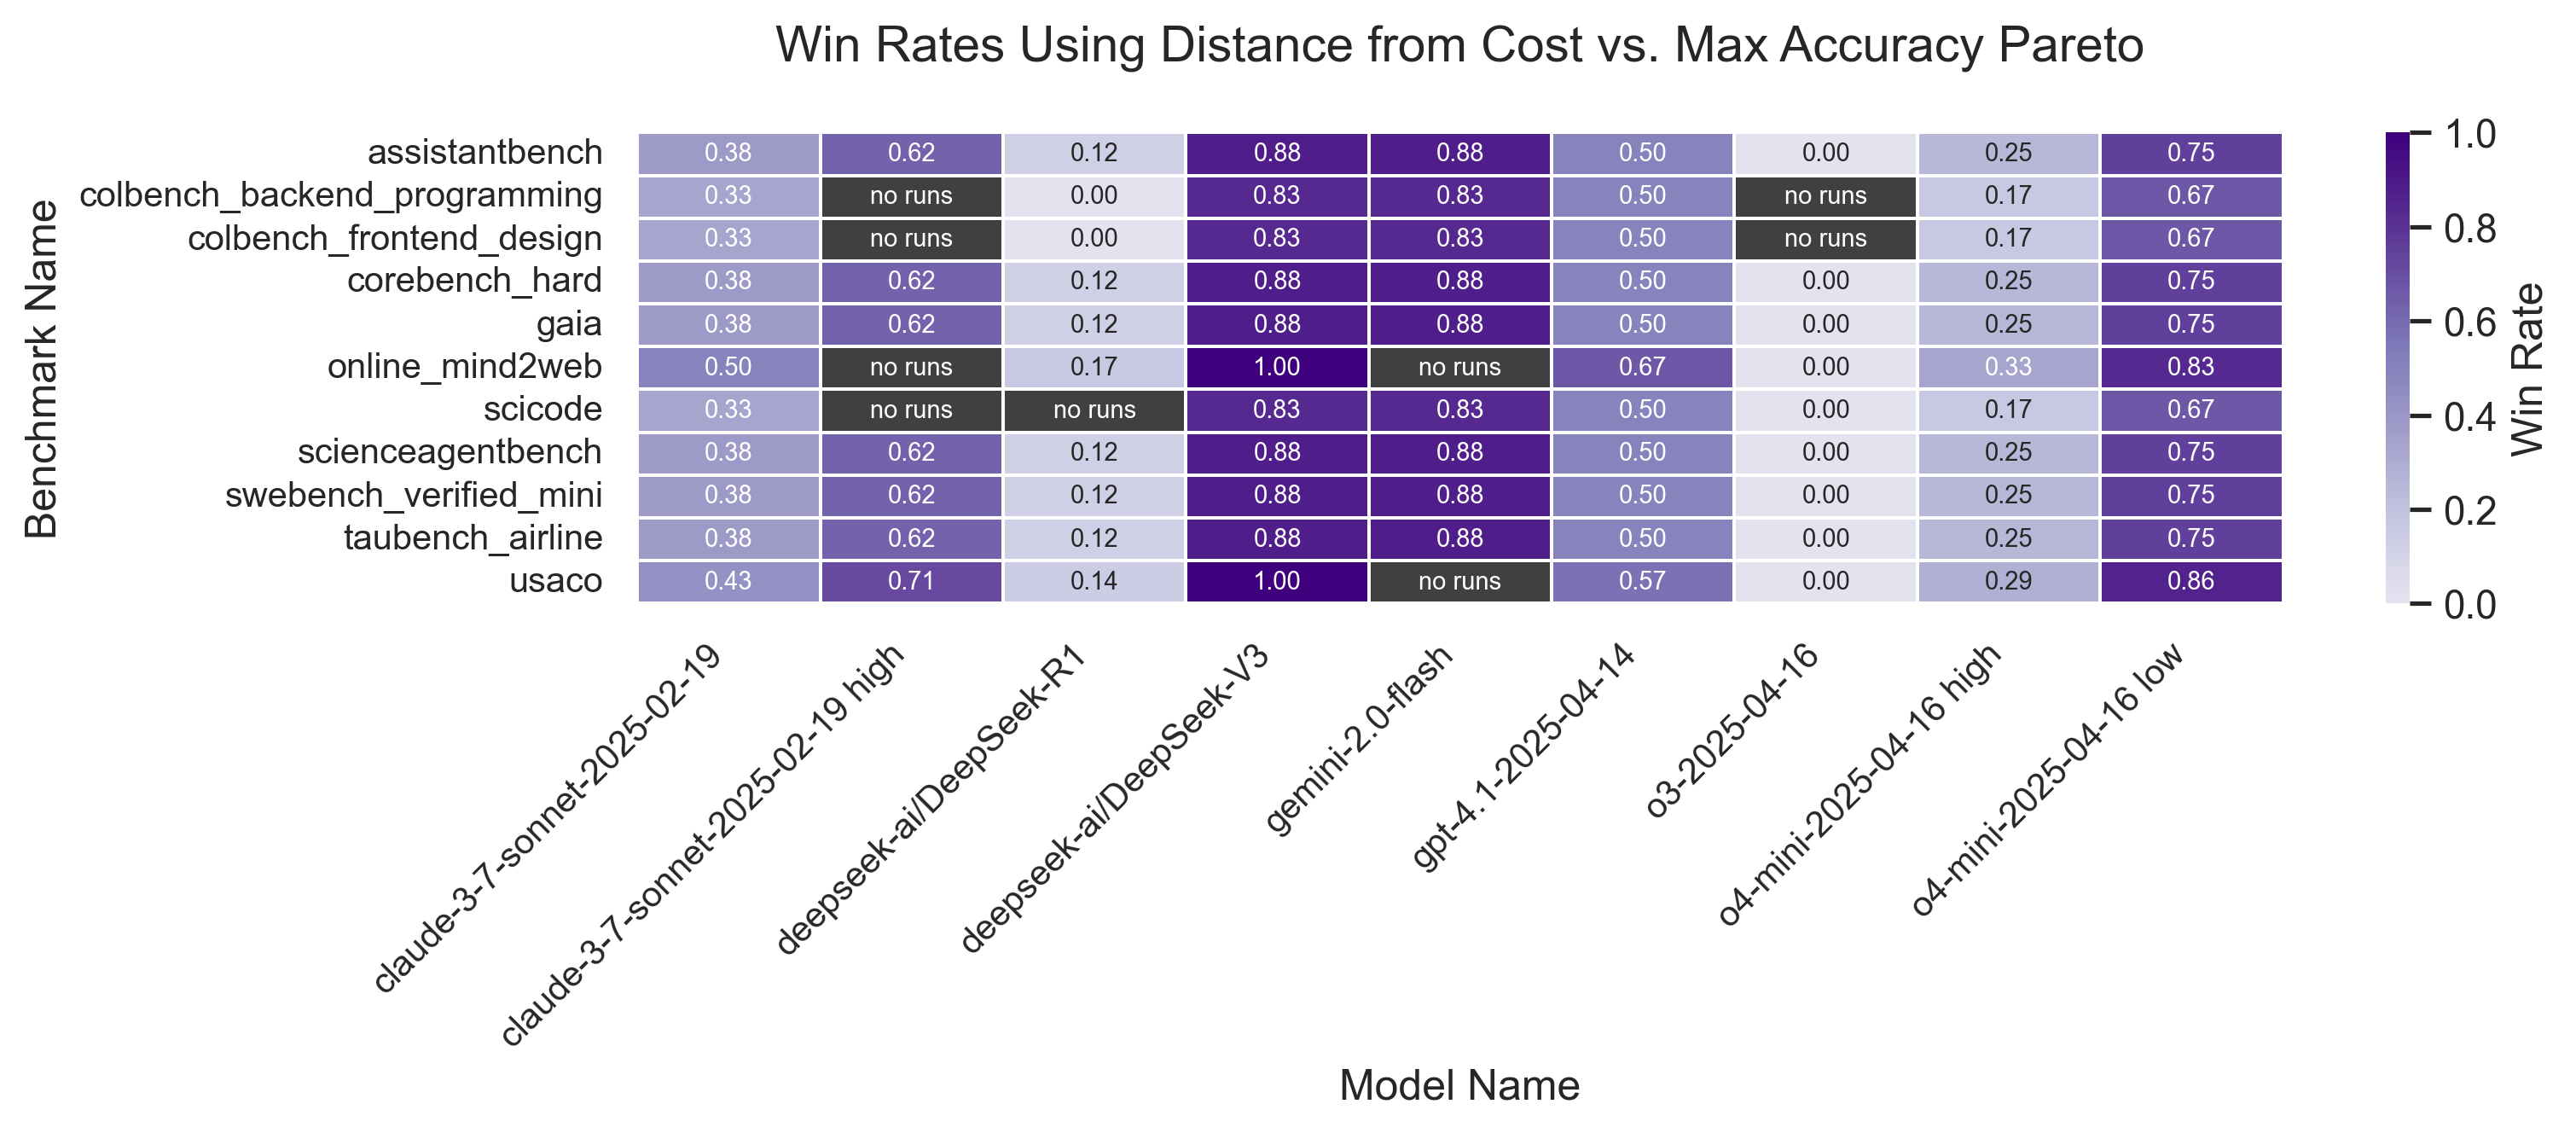 Win Rates Using Distance from Cost vs. Max Accuracy Pareto
Benchmark Name
assistantbench 0.38 0.62 0.12 0.88 0.88 0.50 0.00 0.25 0.75
colbench_backend_programming 0.33 no runs 0.00 0.83 0.83 0.50 no runs 0.17 0.67
colbench_frontend_design 0.33 no runs 0.00 0.83 0.83 0.50 no runs 0.17 0.67
corebench_hard 0.38 0.62 0.12 0.88 0.88 0.50 0.00 0.25 0.75
gaia 0.38 0.62 0.12 0.88 0.88 0.50 0.00 0.25 0.75
online_mind2web 0.50 no runs 0.17 1.00 no runs 0.67 0.00 0.33 0.83
scicode 0.33 no runs no runs 0.83 0.83 0.50 0.00 0.17 0.67
scienceagentbench 0.38 0.62 0.12 0.88 0.88 0.50 0.00 0.25 0.75
swebench_verified_mini 0.38 0.62 0.12 0.88 0.88 0.50 0.00 0.25 0.75
taubench_airline 0.38 0.62 0.12 0.88 0.88 0.50 0.00 0.25 0.75
usaco 0.43 0.71 0.14 1.00 no runs 0.57 0.00 0.29 0.86
claude-3-7-sonnet-2025-02-19
claude-3-7-sonnet-2025-02-19 high
deepseek-ai/DeepSeek-R1
deepseek-ai/DeepSeek-V3
gemini-2.0-flash
gpt-4.1-2025-04-14
o3-2025-04-16
o4-mini-2025-04-16 high
o4-mini-2025-04-16 low
Model Name
1.0
0.8
0.6
0.4
0.2
0.0
Win Rate